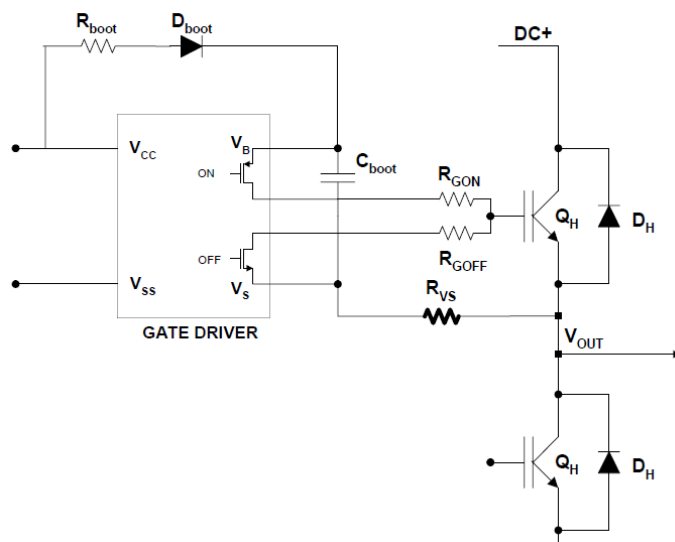 Rboot
Dboot
DC+
VCC
VB
Cboot
ON
RGON
QH
DH
OFF
RGOFF
VSS
VS
RVS
GATE DRIVER
VOUT
QH
DH